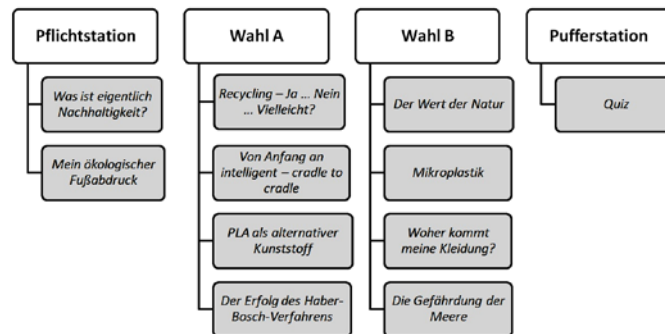 Pflichtstation
Was ist eigentlich
Nachhaltigkeit?
Mein ökologischer
Fußabdruck
Wahl A
Recycling – Ja ... Nein
... Vielleicht?
Von Anfang an
intelligent – cradle to
cradle
PLA als alternativer
Kunststoff
Der Erfolg des Haber-
Bosch-Verfahrens
Wahl B
Der Wert der Natur
Mikroplastik
Woher kommt
meine Kleidung?
Die Gefährdung der
Meere
Pufferstation
Quiz